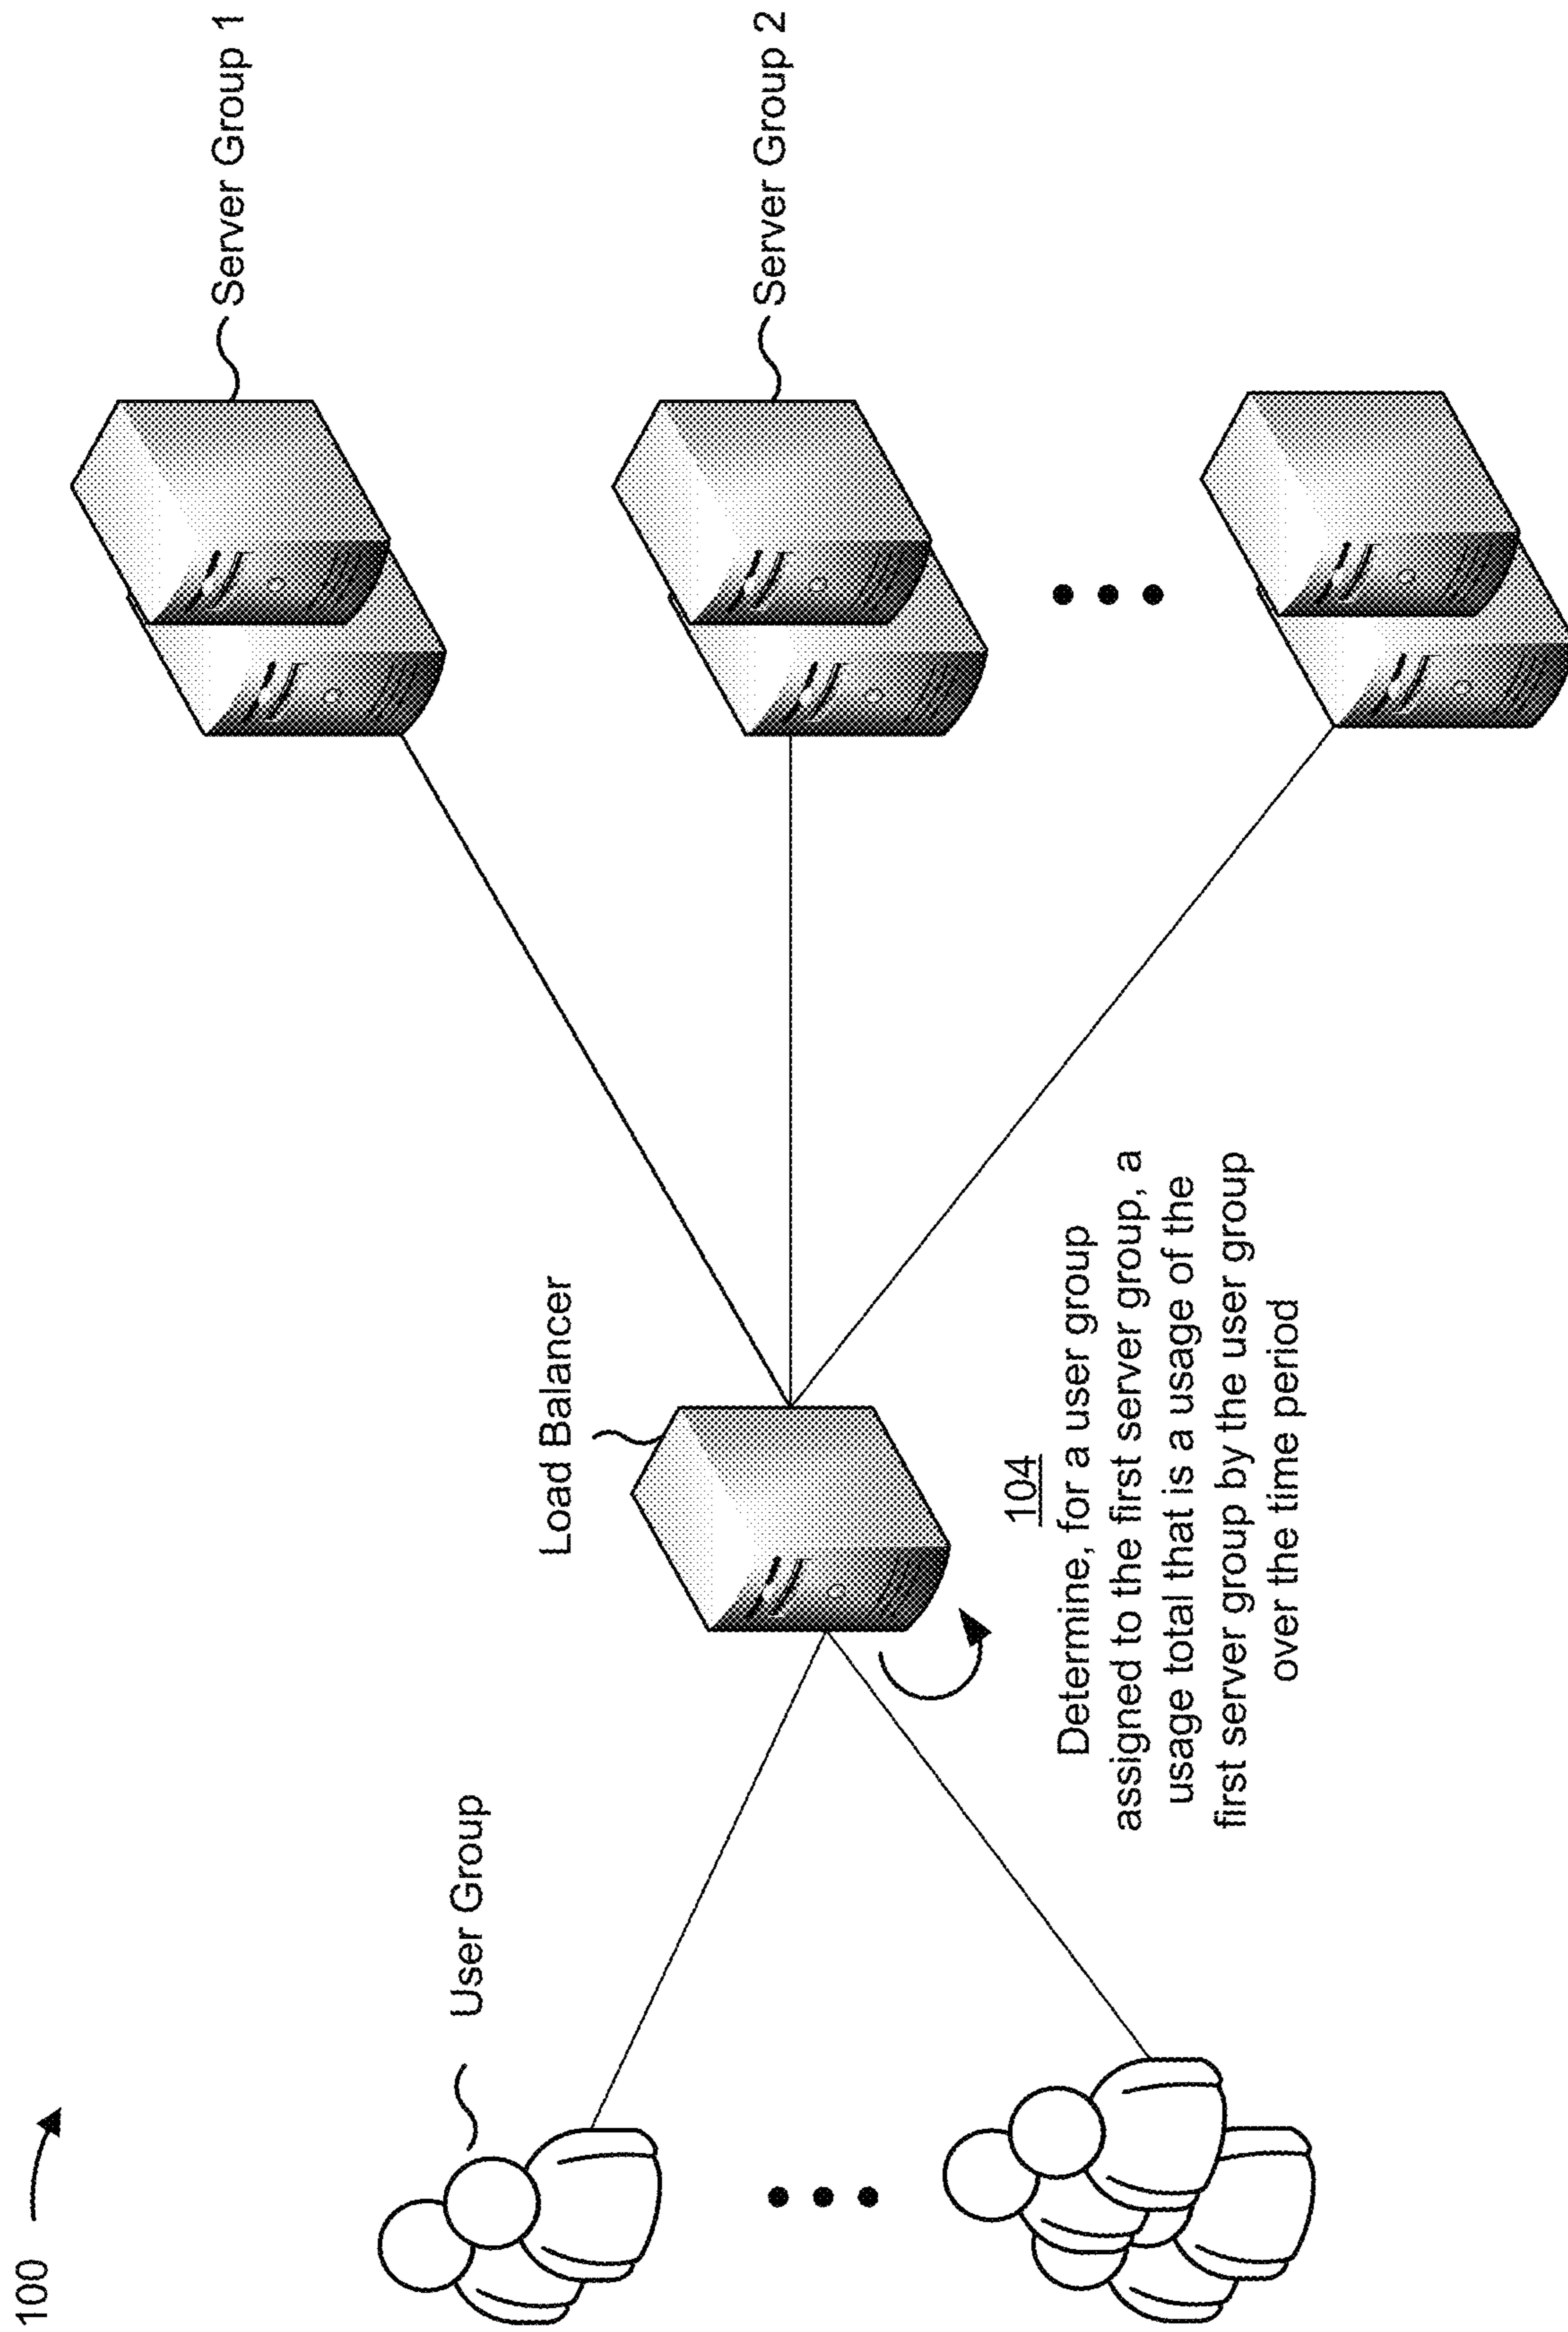 100
User Group
Load Balancer
Server Group 1
Server Group 2
104
Determine, for a user group
assigned to the first server group, a
usage total that is a usage of the
first server group by the user group
over the time period